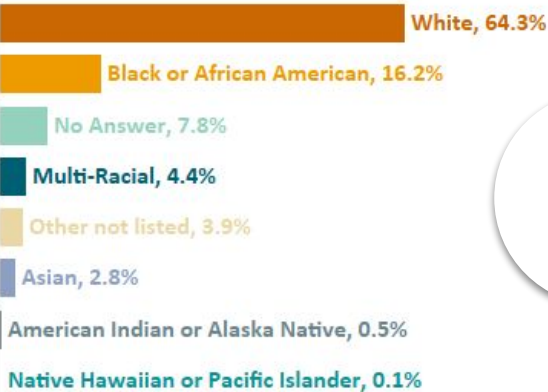 White, 64.3%
Black or African American, 16.2%
No Answer, 7.8%
Multi-Racial, 4.4%
Other not listed, 3.9%
Asian, 2.8%
American Indian or Alaska Native, 0.5%
Native Hawaiian or Pacific Islander, 0.1%